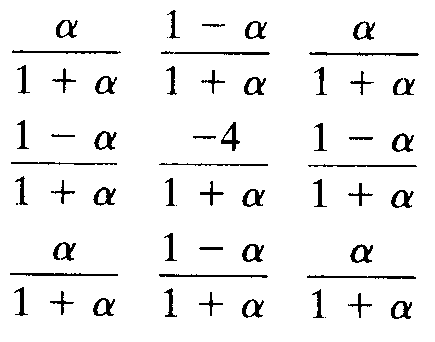 α 1 − α α
1 + α 1 + α 1 + α
1 − α −4 1 − α
1 + α 1 + α 1 + α
α 1 − α α
1 + α 1 + α 1 + α